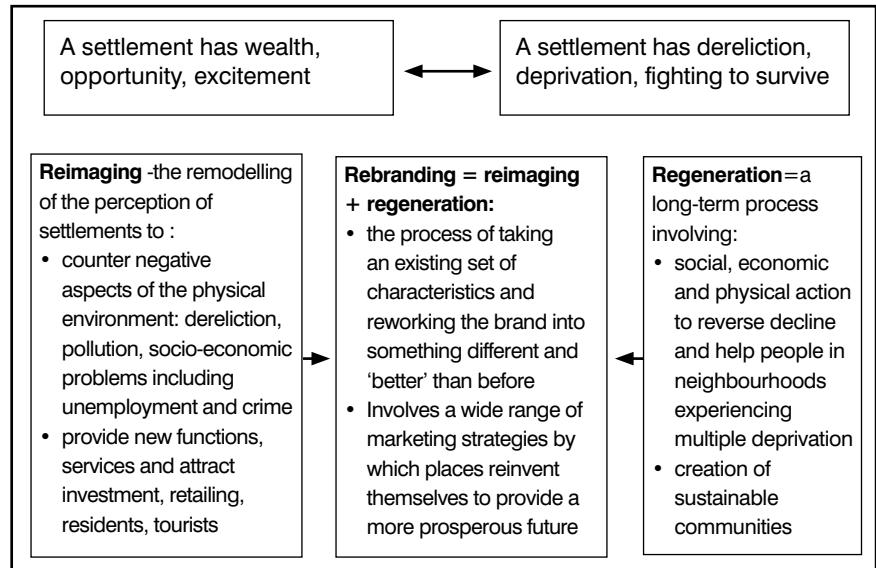 A settlement has wealth,
opportunity, excitement
A settlement has dereliction,
deprivation, fighting to survive
Reimaging -the remodelling
of the perception of
settlements to :
• counter negative
aspects of the physical
environment: dereliction,
pollution, socio-economic
problems including
unemployment and crime
• provide new functions,
services and attract
investment, retailing,
residents, tourists
Rebranding = reimaging
+ regeneration:
• the process of taking
an existing set of
characteristics and
reworking the brand into
something different and
‘better’ than before
• Involves a wide range of
marketing strategies by
which places reinvent
themselves to provide a
more prosperous future
Regeneration=a
long-term process
involving:
• social, economic
and physical action
to reverse decline
and help people in
neighbourhoods
experiencing
multiple deprivation
• creation of
sustainable
communities